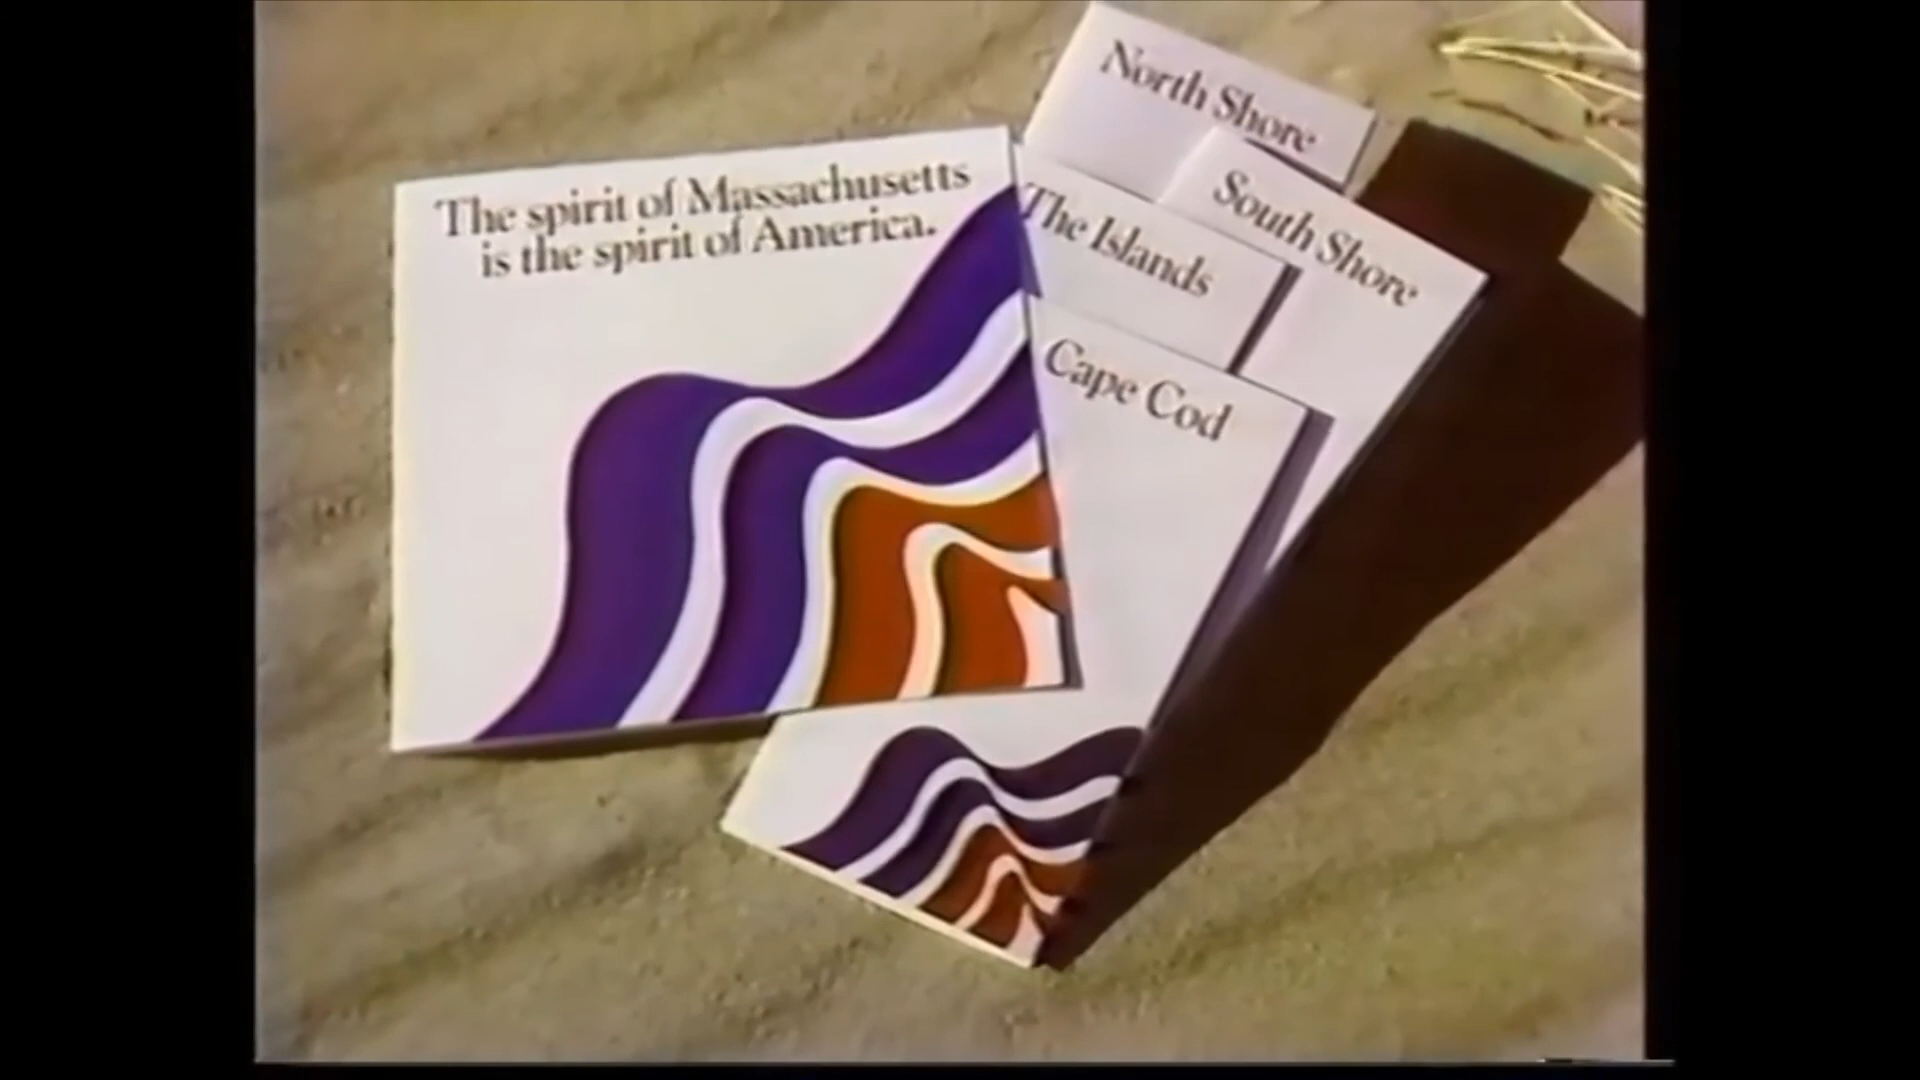 The spirit of Massachusetts
is the spirit of America.
North Shore
South Shore
The Islands
Cape Cod